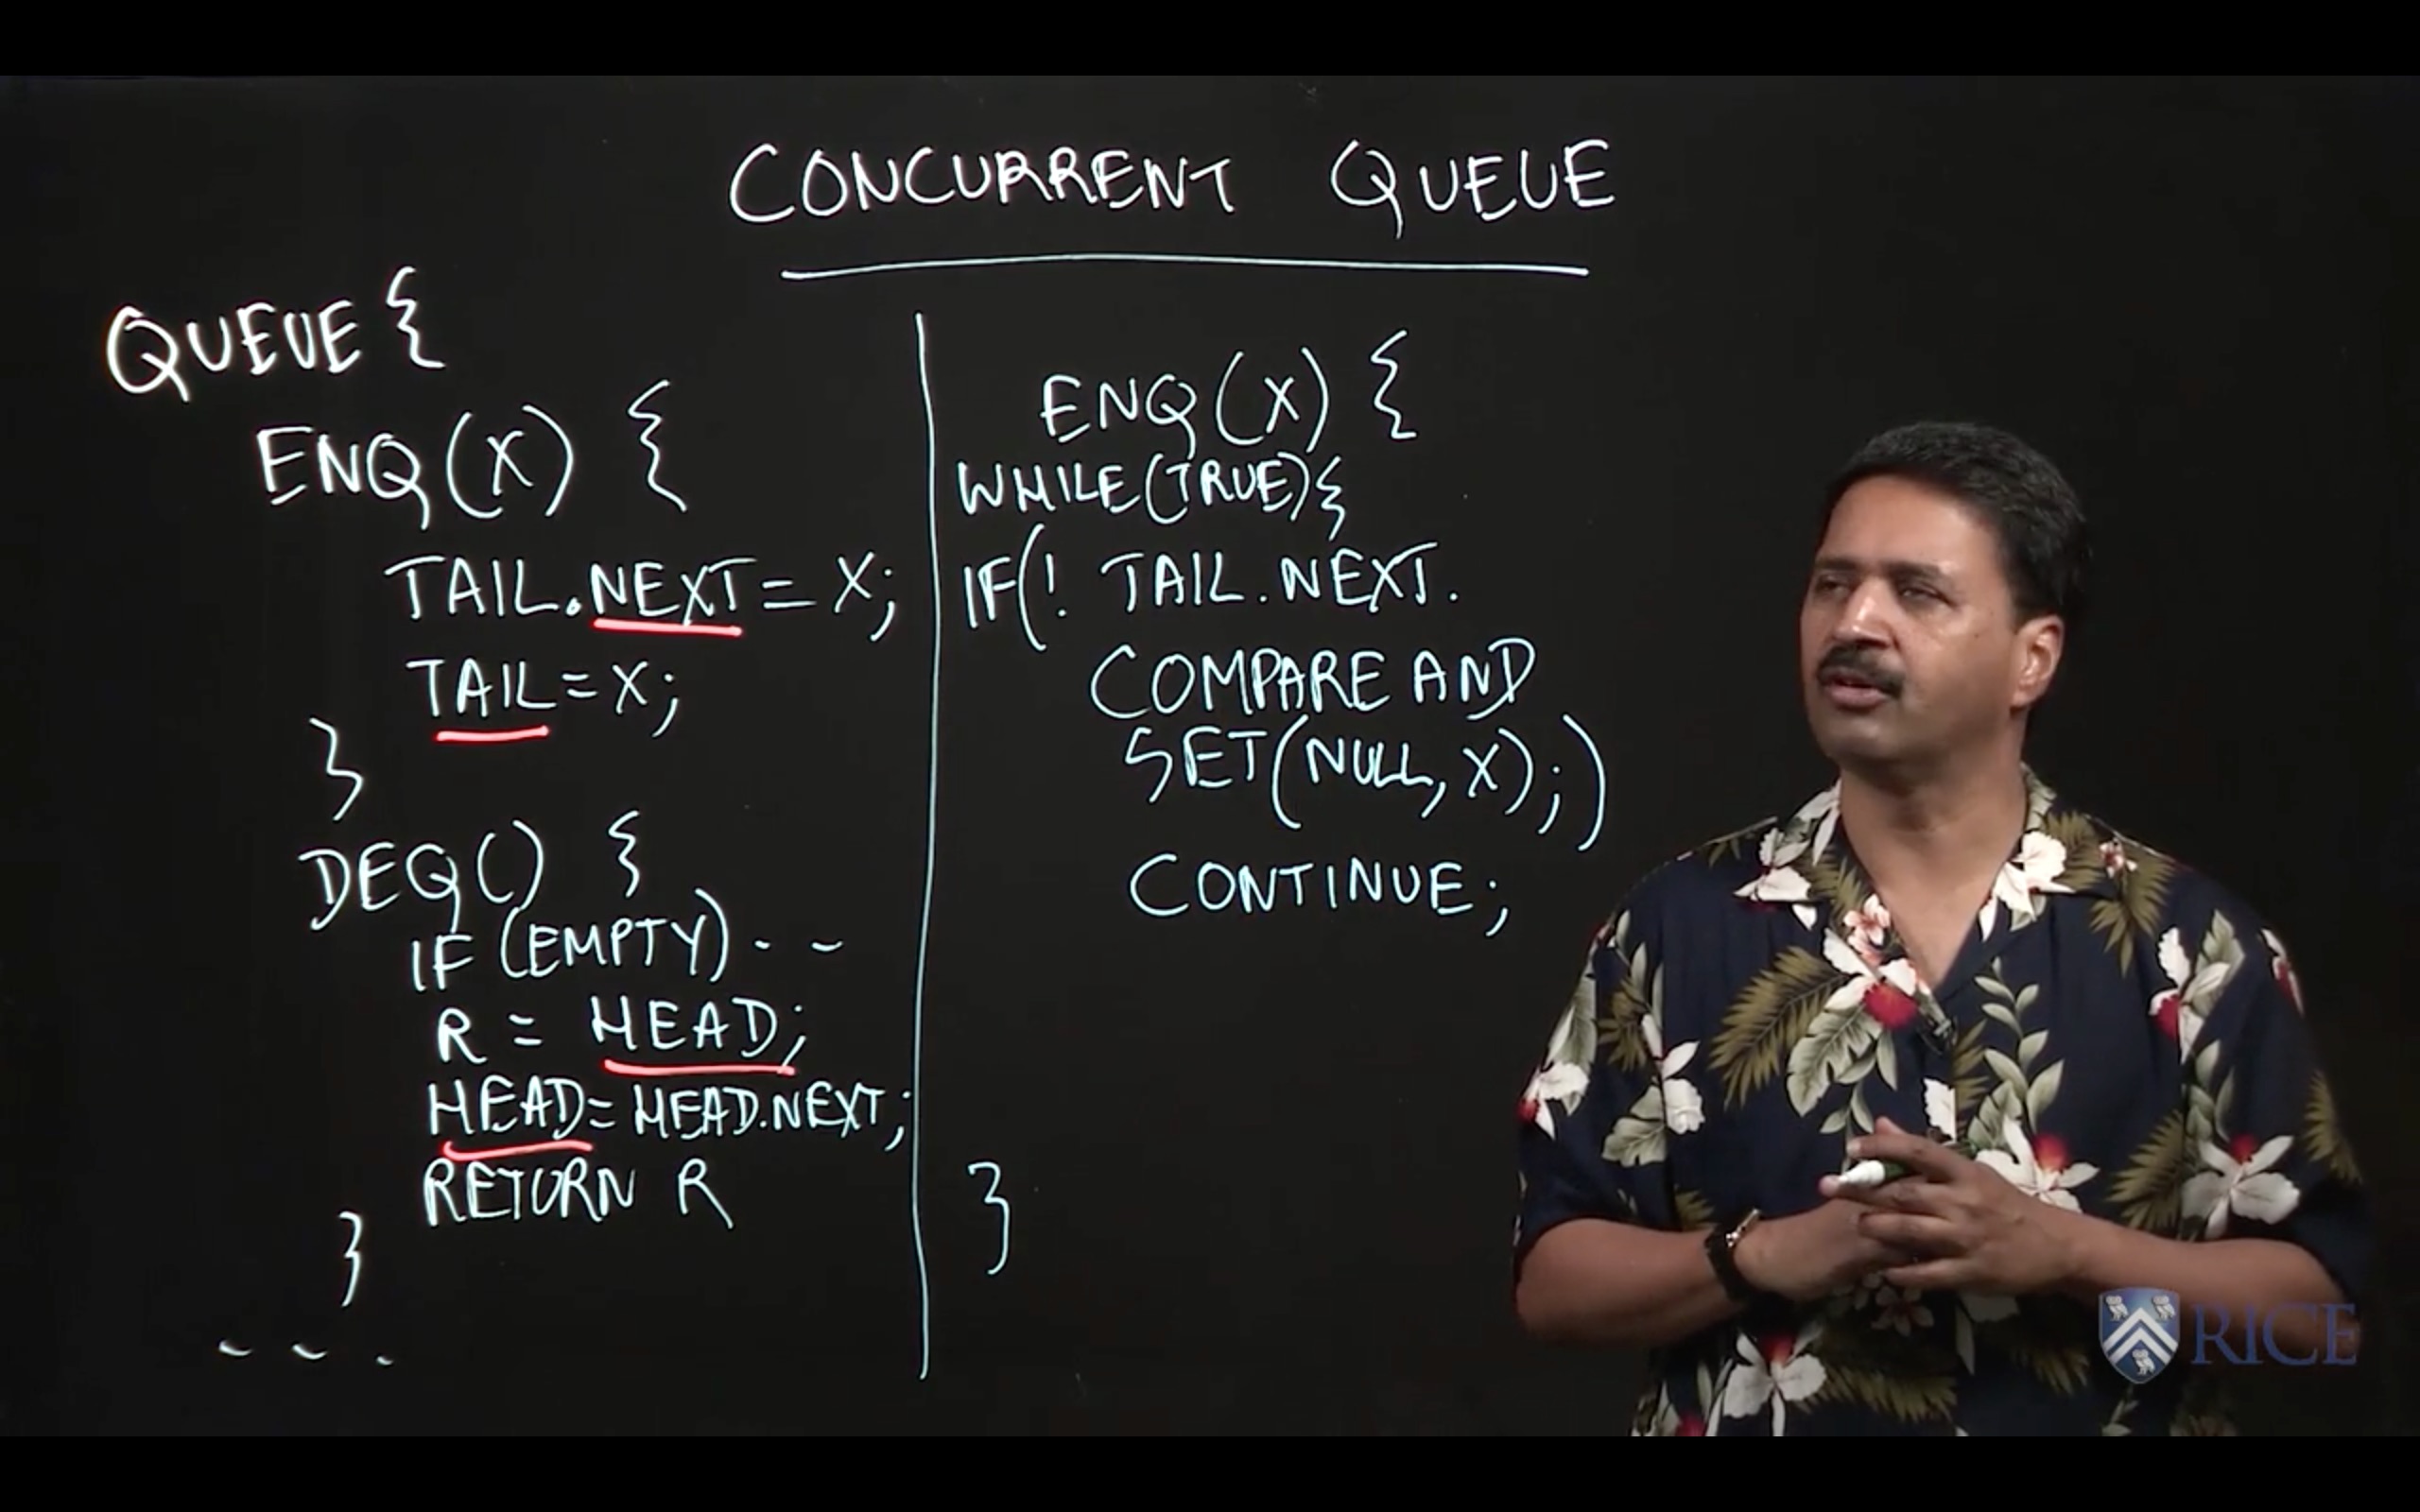 CONCURRENT QUEUE
QUEUE {
ENQ(X) {
TAIL.NEXT = X;
TAIL = X;
}
DEQ() {
IF (EMPTY) - -
R = HEAD;
HEAD = HEAD.NEXT;
RETURN R
}
- - -
ENQ(X) {
WHILE(TRUE){
IF(! TAIL.NEXT.
COMPARE AND
SET(NULL, X);)
CONTINUE;
}
RICE